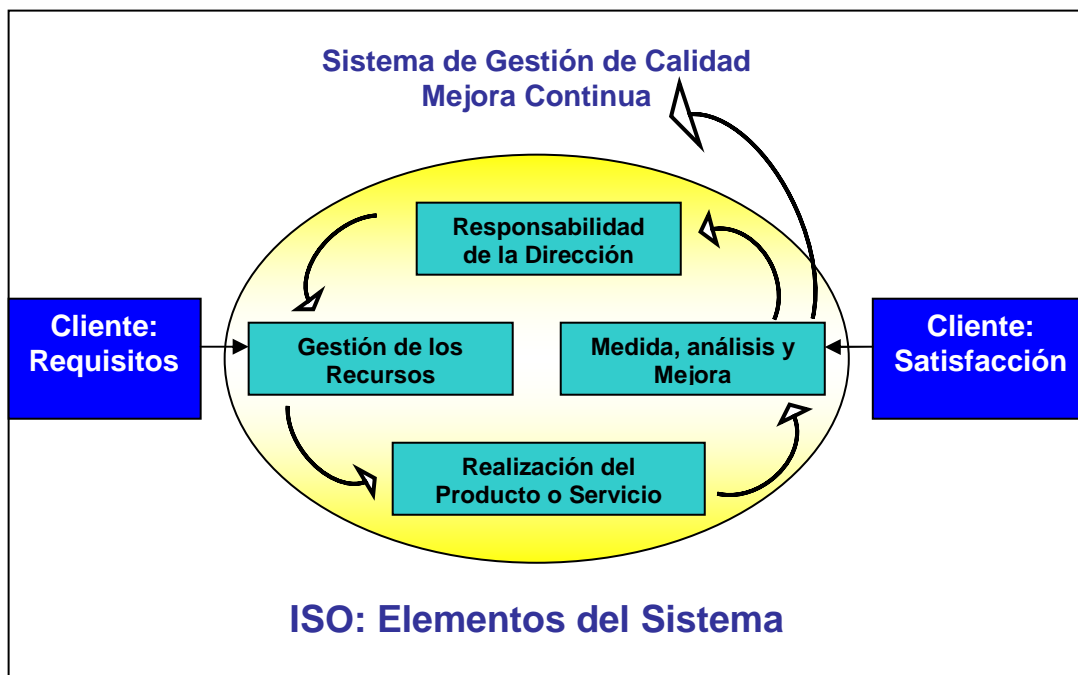 Sistema de Gestión de Calidad
Mejora Continua
Responsabilidad
de la Dirección
Cliente:
Requisitos
Gestión de los
Recursos
Medida, análisis y
Mejora
Cliente:
Satisfacción
Realización del
Producto o Servicio
ISO: Elementos del Sistema